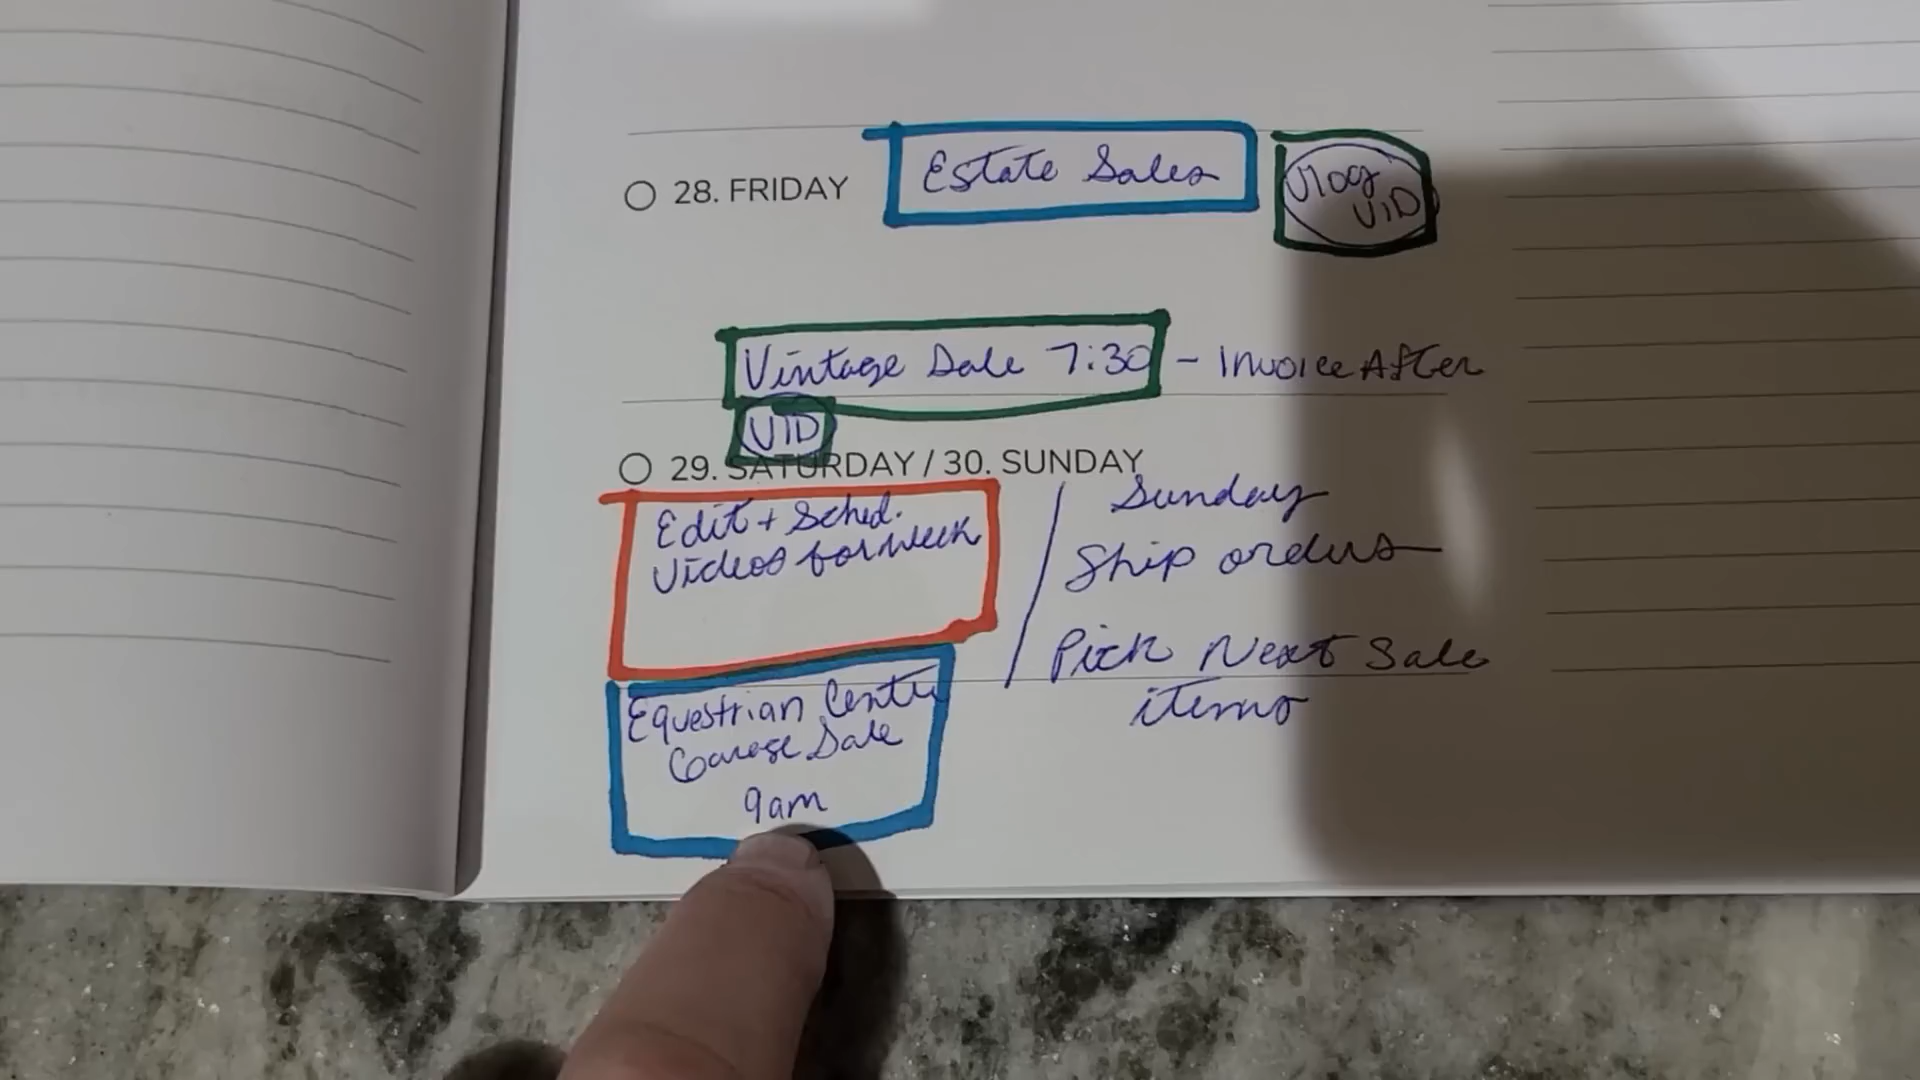 28. FRIDAY Estate Sales Vlog
VID
Vintage Sale 7:30 - Invoice After
VID
29. SATURDAY / 30. SUNDAY
Edit + Sched.
Videos for week
Equestrian Center
Garage Sale
9am
Sunday
Ship orders
Pick Next Sale
items